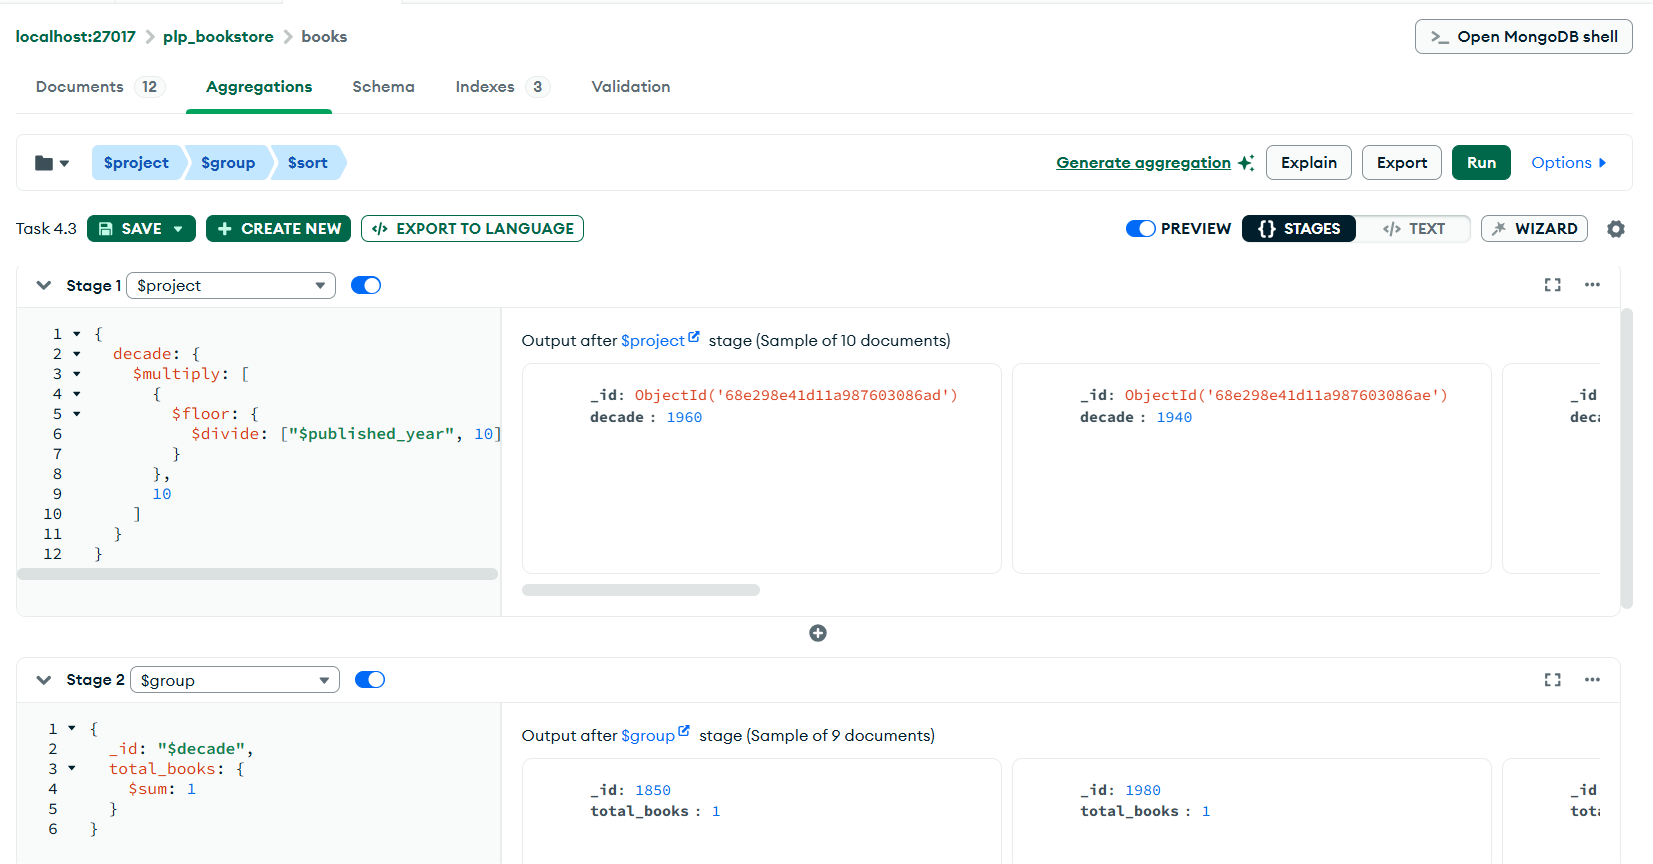 localhost:27017 > plp_bookstore > books
>_ Open MongoDB shell
Documents 12 Aggregations Schema Indexes 3 Validation
$project $group $sort
Generate aggregation Explain Export Run Options
Task 4.3 SAVE + CREATE NEW </> EXPORT TO LANGUAGE
PREVIEW {} STAGES </> TEXT WIZARD
Stage 1 $project
1 {
2 decade: {
3 $multiply: [
4 {
5 $floor: {
6 $divide: ["$published_year", 10]
7 }
8 },
9 10
10 ]
11 }
12 }
Output after $project stage (Sample of 10 documents)
_id: ObjectId('68e298e41d11a987603086ad')
decade : 1960
_id: ObjectId('68e298e41d11a987603086ae')
decade : 1940
_id
deca
Stage 2 $group
1 {
2 _id: "$decade",
3 total_books: {
4 $sum: 1
5 }
6 }
Output after $group stage (Sample of 9 documents)
_id: 1850
total_books : 1
_id: 1980
total_books : 1
_id
tota